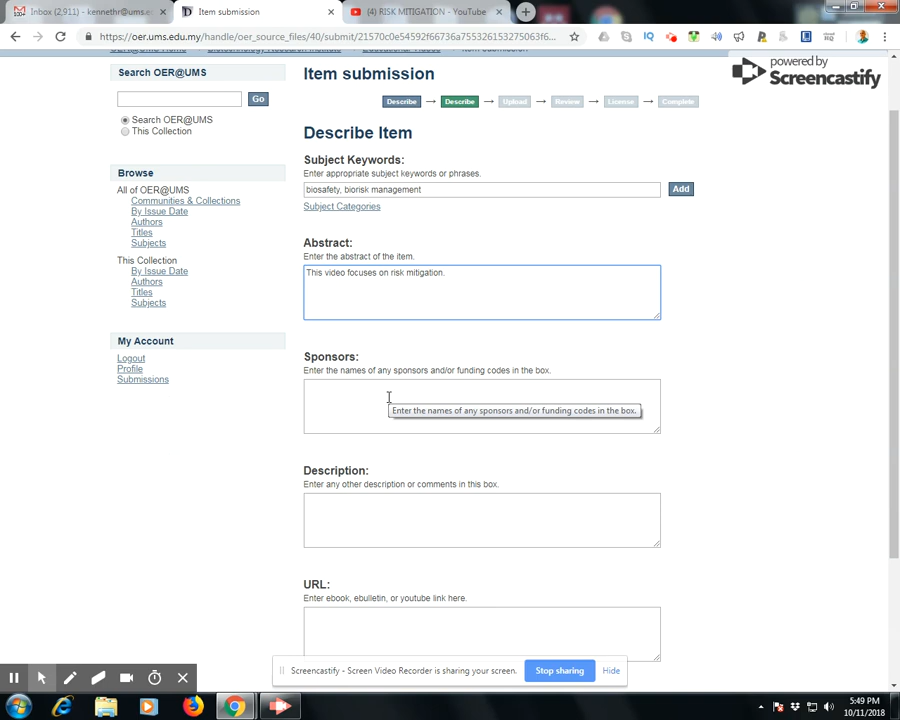 Inbox (2,911) - kennethr@ums.e
Item submission
(4) RISK MITIGATION - YouTube
https://oer.ums.edu.my/handle/oer_source_files/40/submit/21570c0e54592f66736a755326153275063f6...
powered by
Screencastify
Search OER@UMS
Go
Search OER@UMS
This Collection
Browse
All of OER@UMS
Communities & Collections
By Issue Date
Authors
Titles
Subjects
This Collection
By Issue Date
Authors
Titles
Subjects
My Account
Logout
Profile
Submissions
Item submission
Describe → Describe → Upload → Review → License → Complete
Describe Item
Subject Keywords:
Enter appropriate subject keywords or phrases.
biosafety, biorisk management
Add
Subject Categories
Abstract:
Enter the abstract of the item.
This video focuses on risk mitigation.
Sponsors:
Enter the names of any sponsors and/or funding codes in the box.
Enter the names of any sponsors and/or funding codes in the box.
Description:
Enter any other description or comments in this box.
URL:
Enter ebook, ebulletin, or youtube link here.
Screencastify - Screen Video Recorder is sharing your screen.
Stop sharing
Hide
5:49 PM
10/11/2018